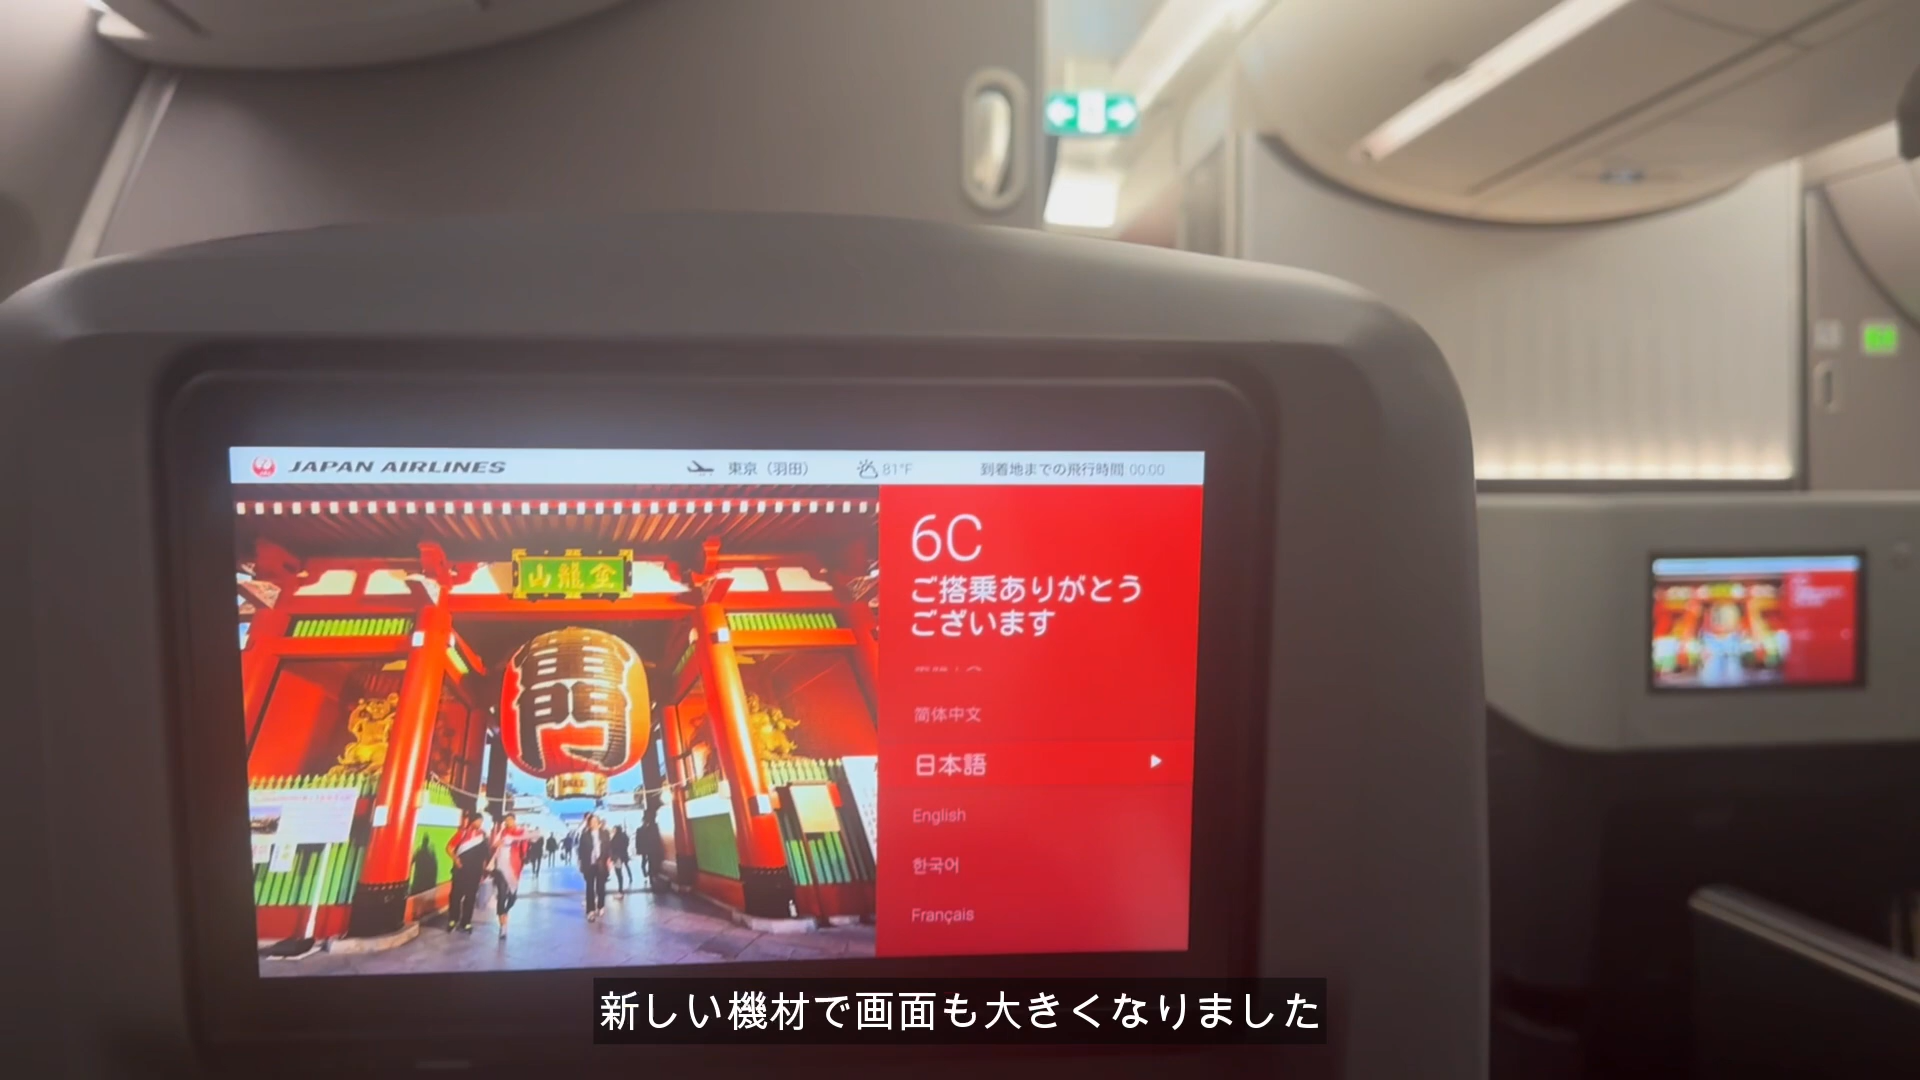 JAPAN AIRLINES 東京（羽田） 81°F 到着地までの飛行時間 00:00
金龍山
雷門
6C
ご搭乗ありがとう
ございます
简体中文
日本語
English
한국어
Français
新しい機材で画面も大きくなりました